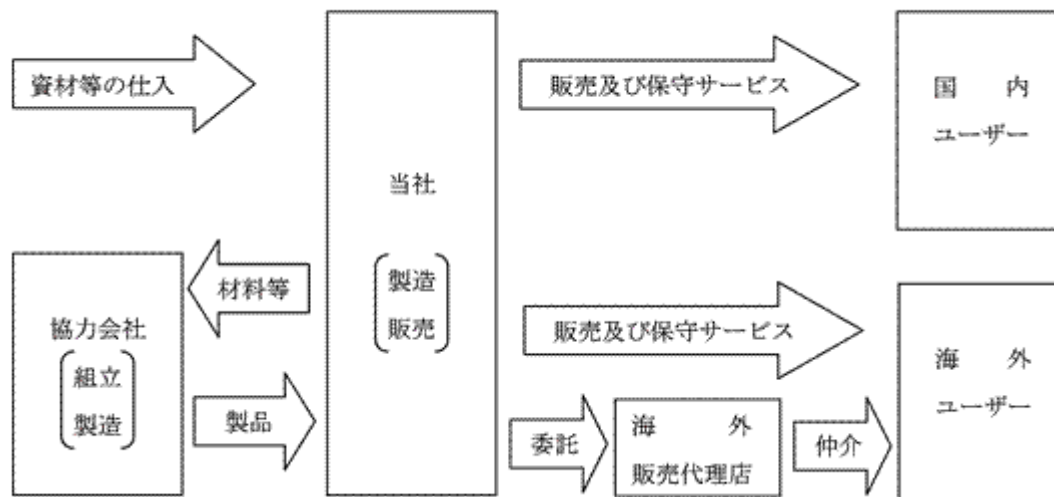 資材等の仕入
販売及び保守サービス
国　内
ユーザー
当社
製造
販売
材料等
協力会社
組立
製造
製品
販売及び保守サービス
海　外
ユーザー
委託
海　外
販売代理店
仲介